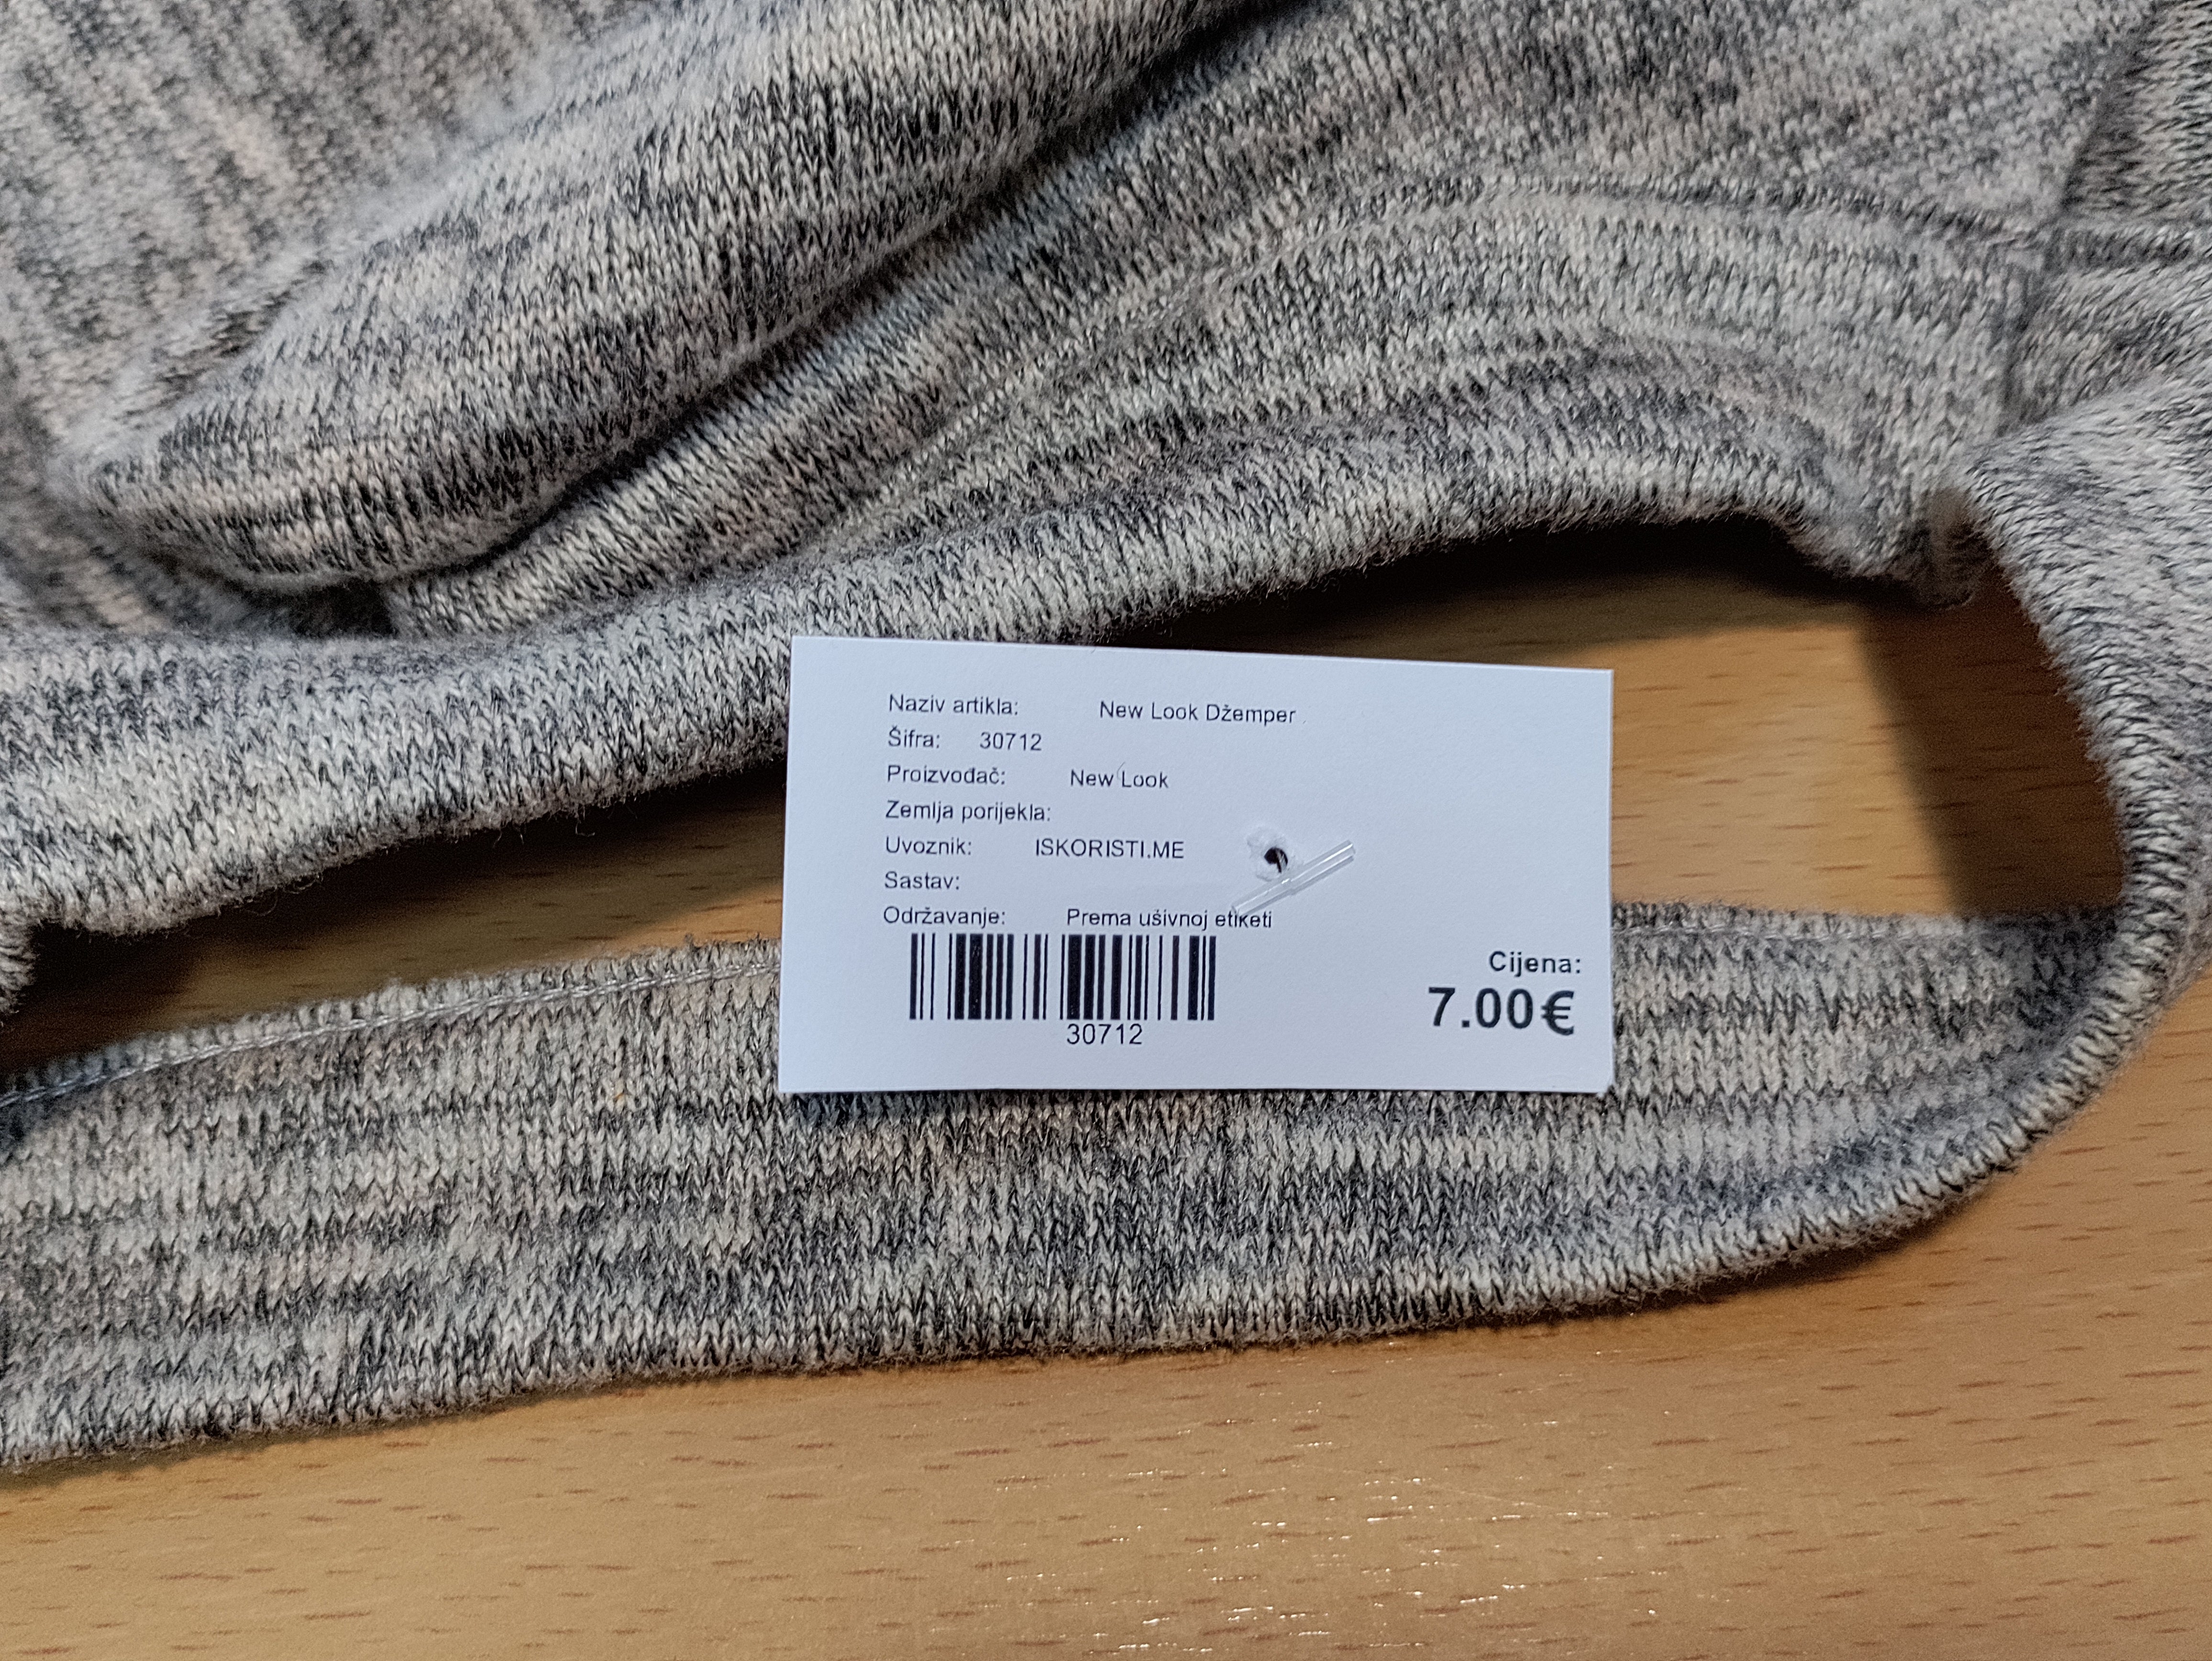 Naziv artikla: New Look Džemper
Šifra: 30712
Proizvođač: New Look
Zemlja porijekla:
Uvoznik: ISKORISTI.ME
Sastav:
Održavanje: Prema ušivnoj etiketi
30712
Cijena:
7.00€